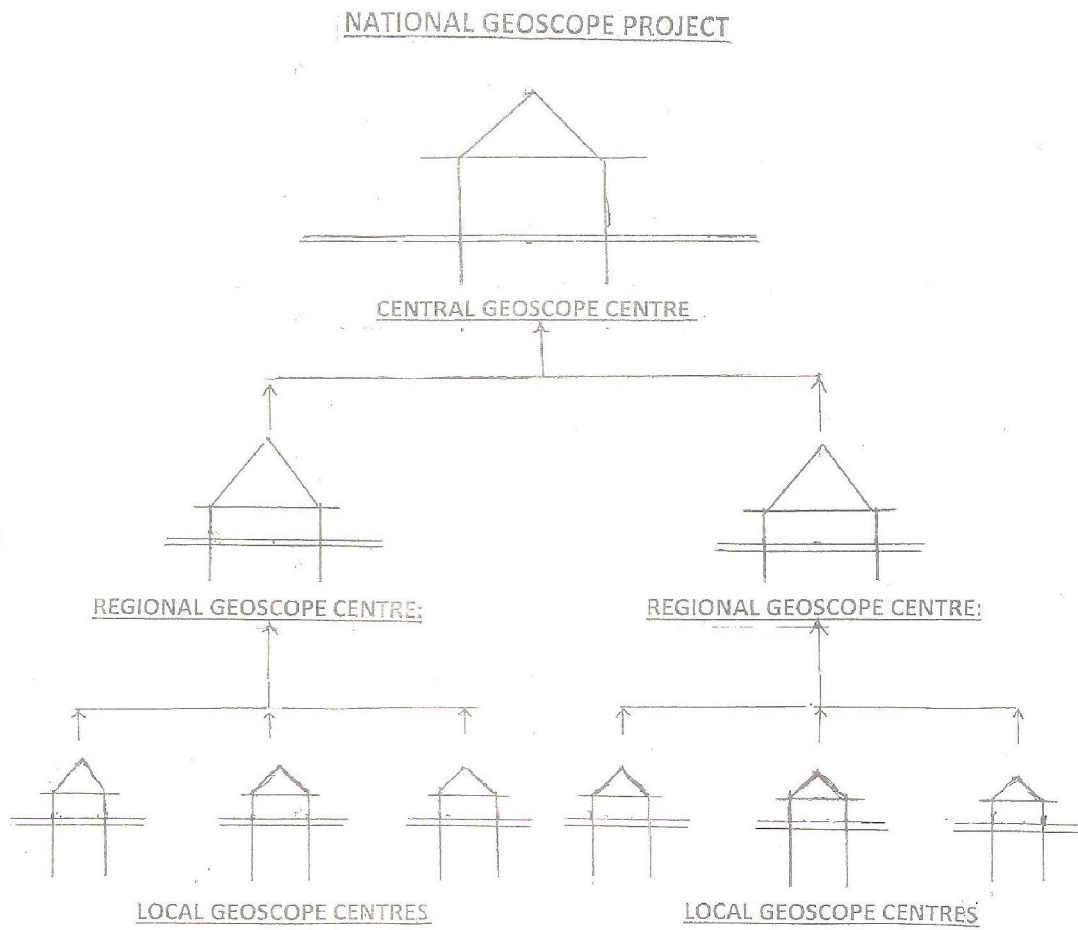 NATIONAL GEOSCOPE PROJECT
CENTRAL GEOSCOPE CENTRE
REGIONAL GEOSCOPE CENTRE:
REGIONAL GEOSCOPE CENTRE:
LOCAL GEOSCOPE CENTRES
LOCAL GEOSCOPE CENTRES